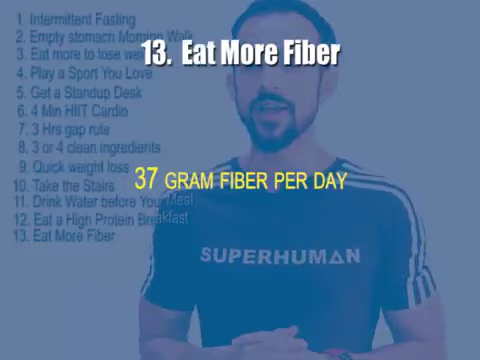 13. Eat More Fiber
1. Intermittent Fasting
2. Empty stomach Morning Walk
3. Eat more to lose
4. Play a Sport You Love
5. Get a Standup Desk
6. 4 Min HIIT Cardio
7. 3 Hrs gap rule
8. 3 or 4 clean ingredients
9. Quick weight loss
10. Take the Stairs
11. Drink Water before Your Meal
12. Eat a High Protein Breakfast
13. Eat More Fiber
37 GRAM FIBER PER DAY
SUPERHUMAN